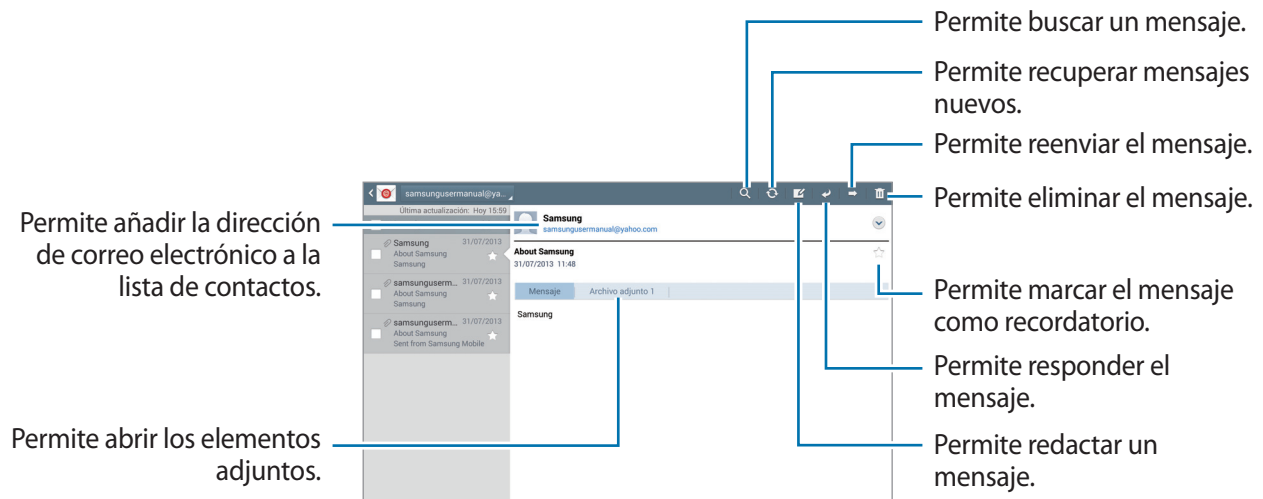 Permite buscar un mensaje.
Permite recuperar mensajes
nuevos.
Permite reenviar el mensaje.
Permite eliminar el mensaje.
Permite marcar el mensaje
como recordatorio.
Permite responder el
mensaje.
Permite redactar un
mensaje.
Permite añadir la dirección
de correo electrónico a la
lista de contactos.
Permite abrir los elementos
adjuntos.
samsungusermanual@ya..
Última actualización: Hoy 15:59
Samsung 31/07/2013
About Samsung
Samsung
samsunguserm... 31/07/2013
About Samsung
Samsung
samsunguserm... 31/07/2013
About Samsung
Sent from Samsung Mobile
Samsung
samsungusermanual@yahoo.com
About Samsung
31/07/2013 11:48
Mensaje Archivo adjunto 1
Samsung